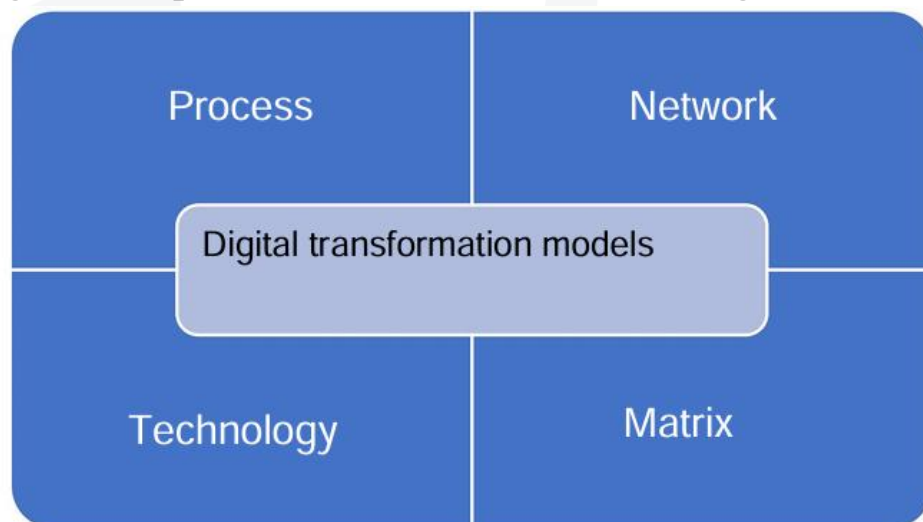 Process
Network
Digital transformation models
Technology
Matrix